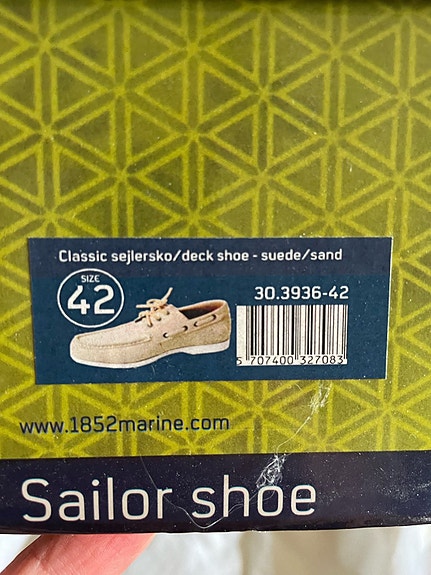 Classic sejlersko/deck shoe - suede/sand
SIZE
42
30.3936-42
5 707400 327083
www.1852marine.com
Sailor shoe